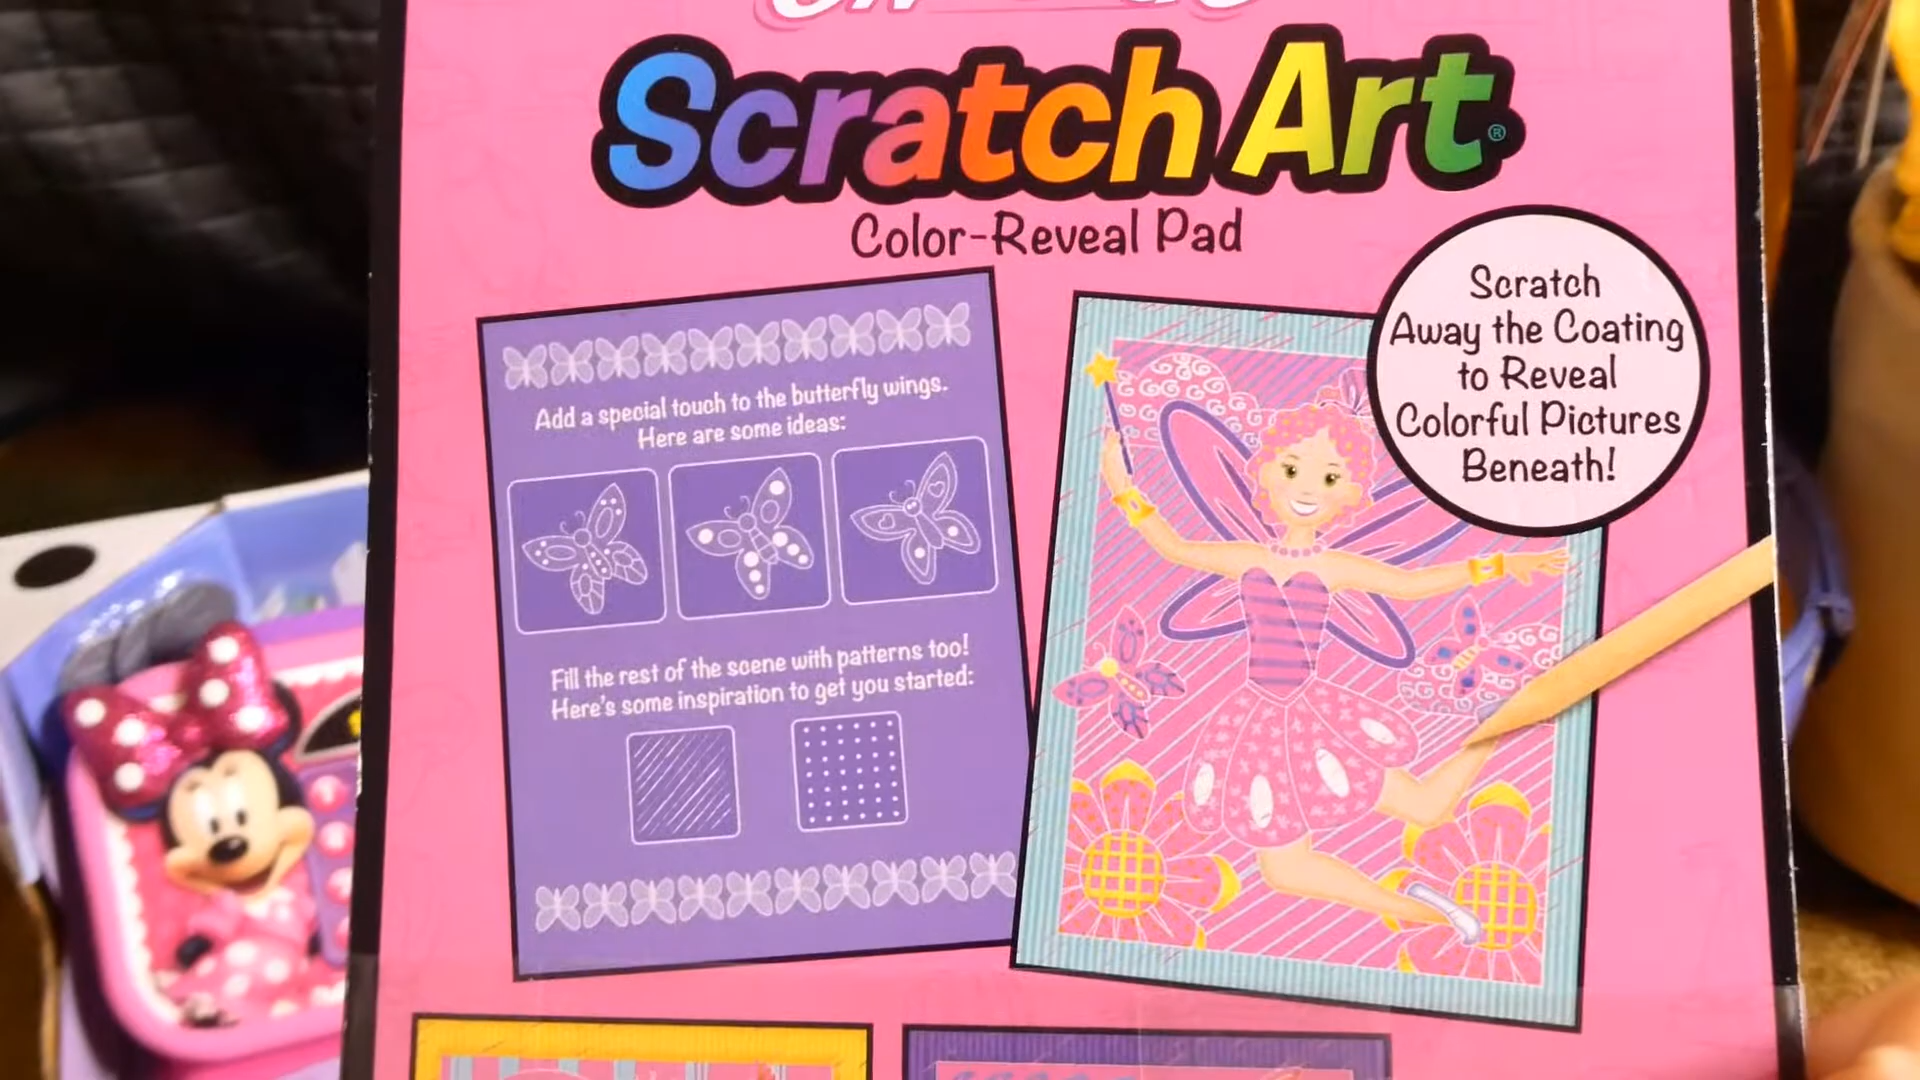 Scratch Art®
Color-Reveal Pad
Scratch
Away the Coating
to Reveal
Colorful Pictures
Beneath!
Add a special touch to the butterfly wings.
Here are some ideas:
Fill the rest of the scene with patterns too!
Here's some inspiration to get you started: